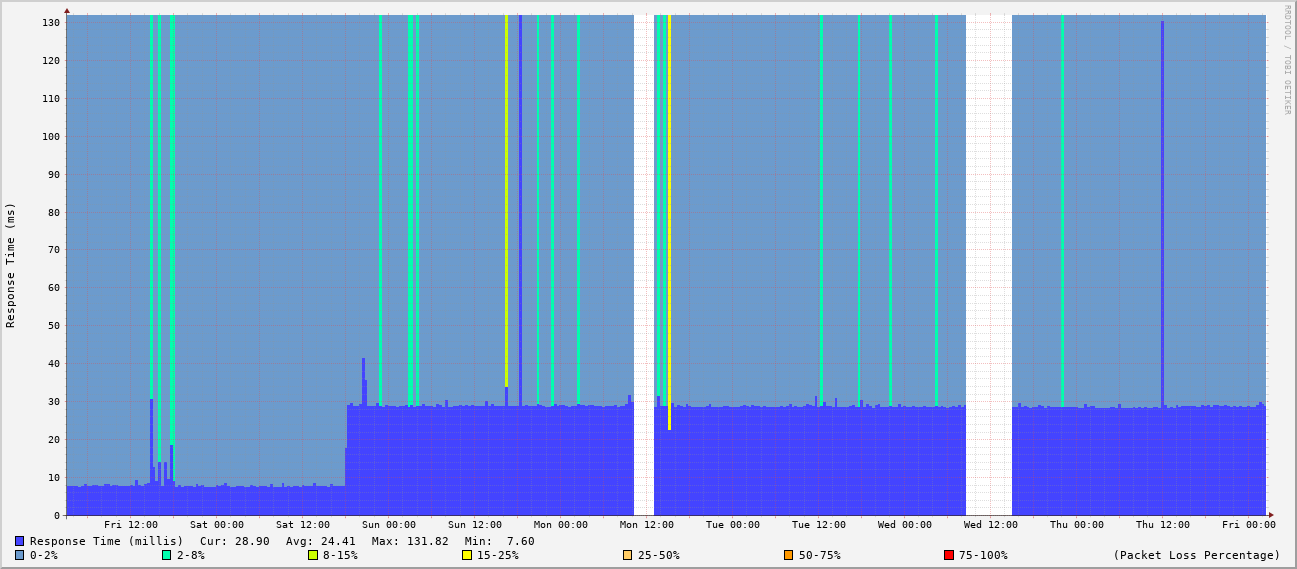 RRDTOOL / TOBI OETIKER
Response Time (ms)
130
120
110
100
90
80
70
60
50
40
30
20
10
0
Fri 12:00 Sat 00:00 Sat 12:00 Sun 00:00 Sun 12:00 Mon 00:00 Mon 12:00 Tue 00:00 Tue 12:00 Wed 00:00 Wed 12:00 Thu 00:00 Thu 12:00 Fri 00:00
Response Time (millis) Cur: 28.90 Avg: 24.41 Max: 131.82 Min: 7.60
0-2% 2-8% 8-15% 15-25% 25-50% 50-75% 75-100% (Packet Loss Percentage)